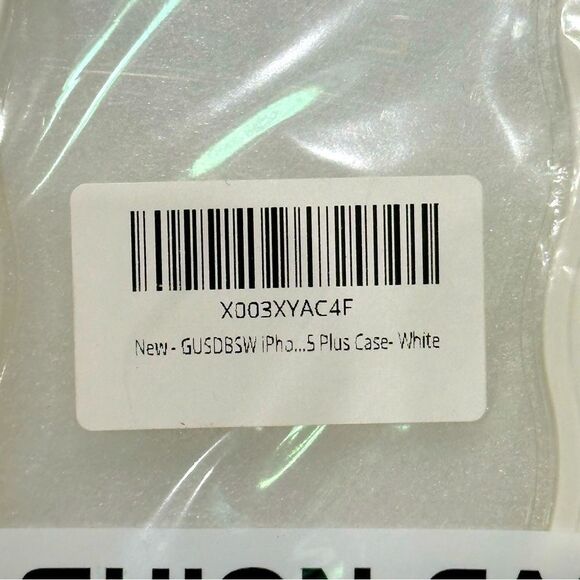 X003XYAC4F
New - GUSDBSW iPho...5 Plus Case- White